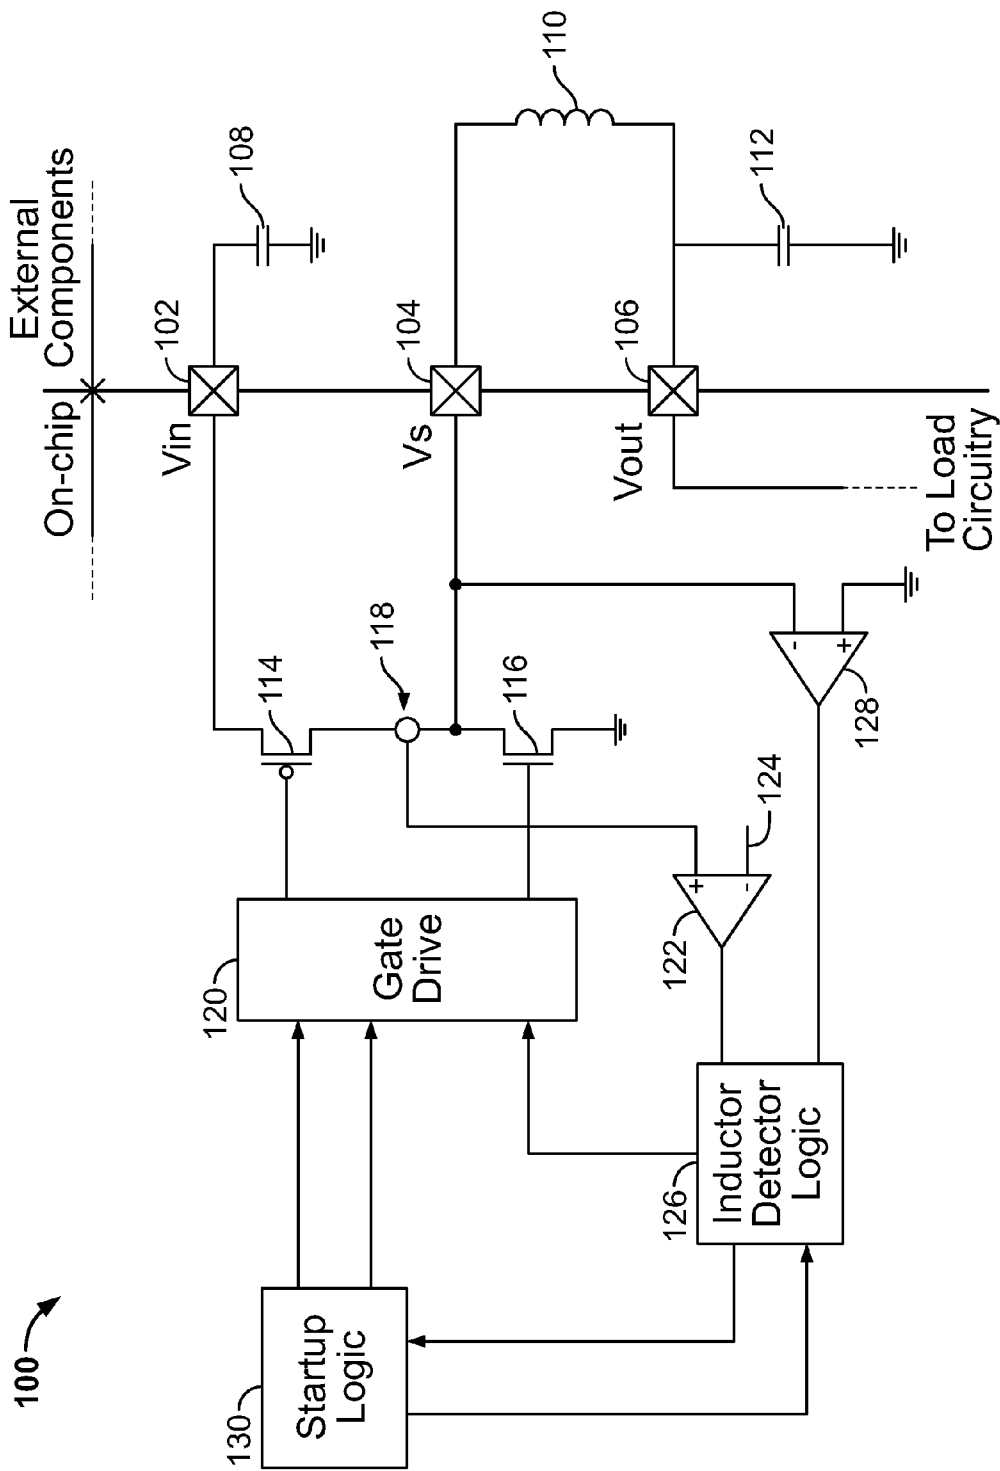 100
130
Startup
Logic
120
Gate
Drive
126
Inductor
Detector
Logic
122
+
-
124
128
-
+
114
118
116
On-chip
External
Components
Vin
102
108
Vs
104
110
Vout
106
112
To Load
Circuitry